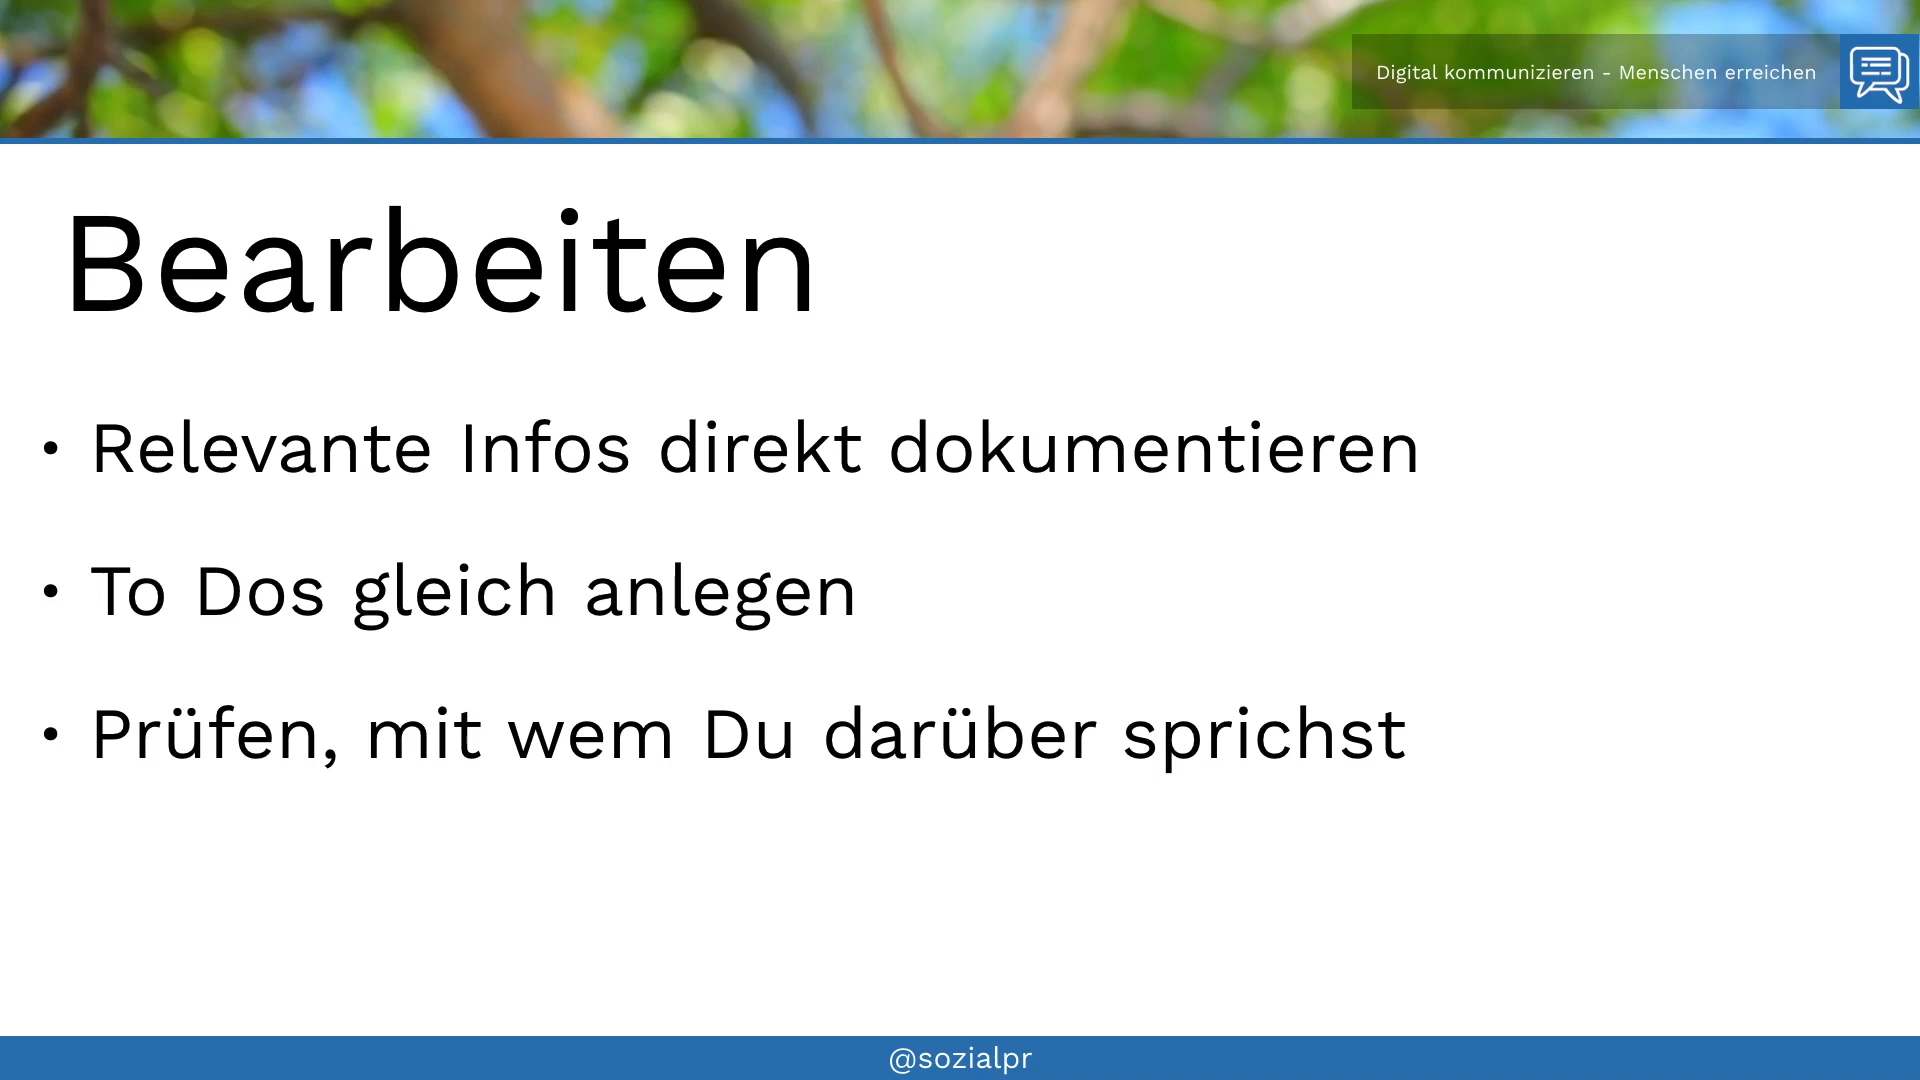 Digital kommunizieren - Menschen erreichen
Bearbeiten
• Relevante Infos direkt dokumentieren
• To Dos gleich anlegen
• Prüfen, mit wem Du darüber sprichst
@sozialpr